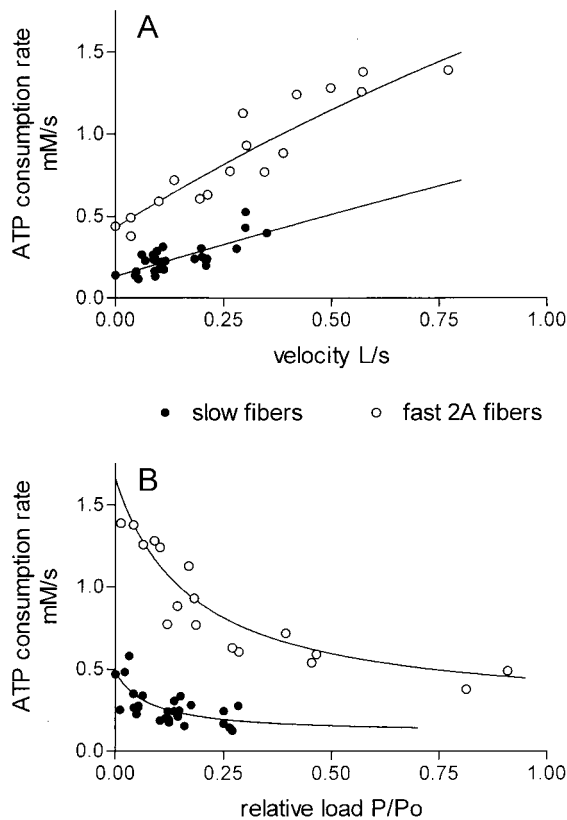 A
ATP consumption rate
mM/s
1.5
1.0
0.5
0.0
0.00 0.25 0.50 0.75 1.00
velocity L/s
slow fibers fast 2A fibers
B
ATP consumption rate
mM/s
1.5
1.0
0.5
0.0
0.00 0.25 0.50 0.75 1.00
relative load P/Po